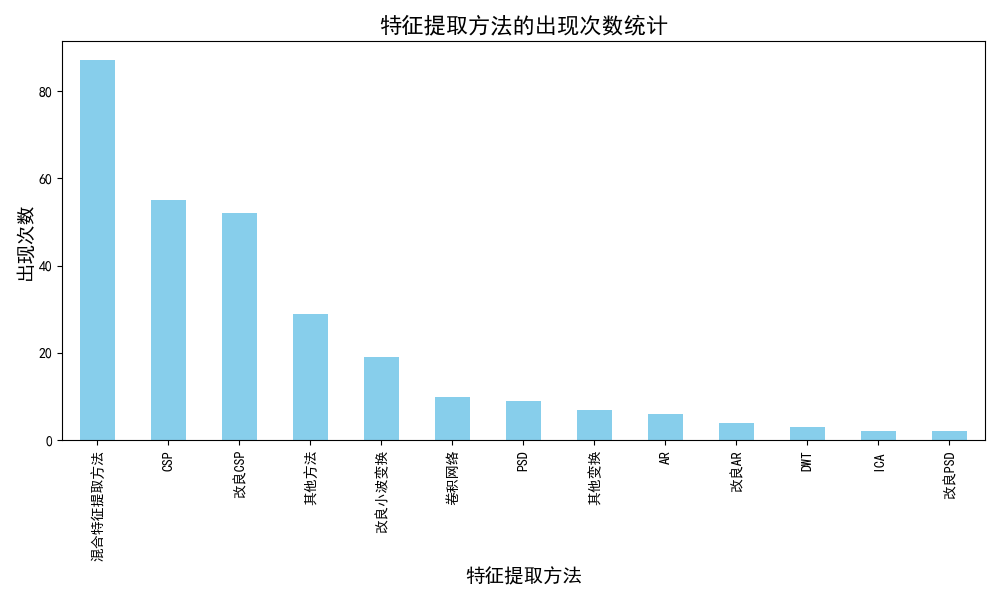 特征提取方法的出现次数统计
出现次数
80
60
40
20
0
混合特征提取方法
CSP
改良CSP
其他方法
改良小波变换
卷积网络
PSD
其他变换
AR
改良AR
DWT
ICA
改良PSD
特征提取方法